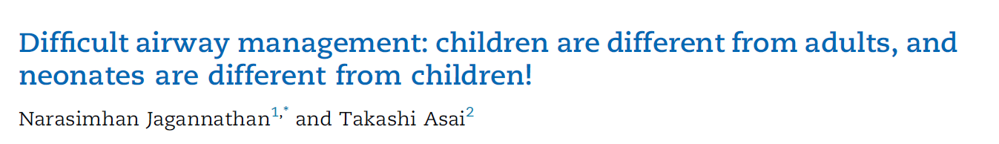 Difficult airway management: children are different from adults, and
neonates are different from children!
Narasimhan Jagannathan1,* and Takashi Asai2